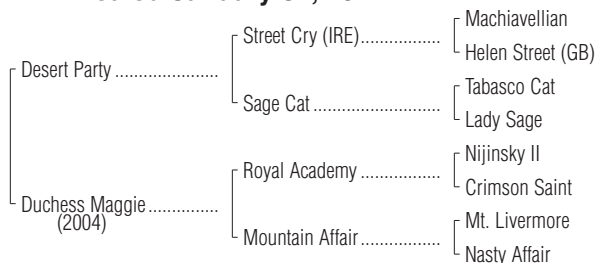 Street Cry (IRE)
Machiavellian
Helen Street (GB)
Desert Party
Sage Cat
Tabasco Cat
Lady Sage
Royal Academy
Nijinsky II
Crimson Saint
Duchess Maggie
(2004)
Mountain Affair
Mt. Livermore
Nasty Affair